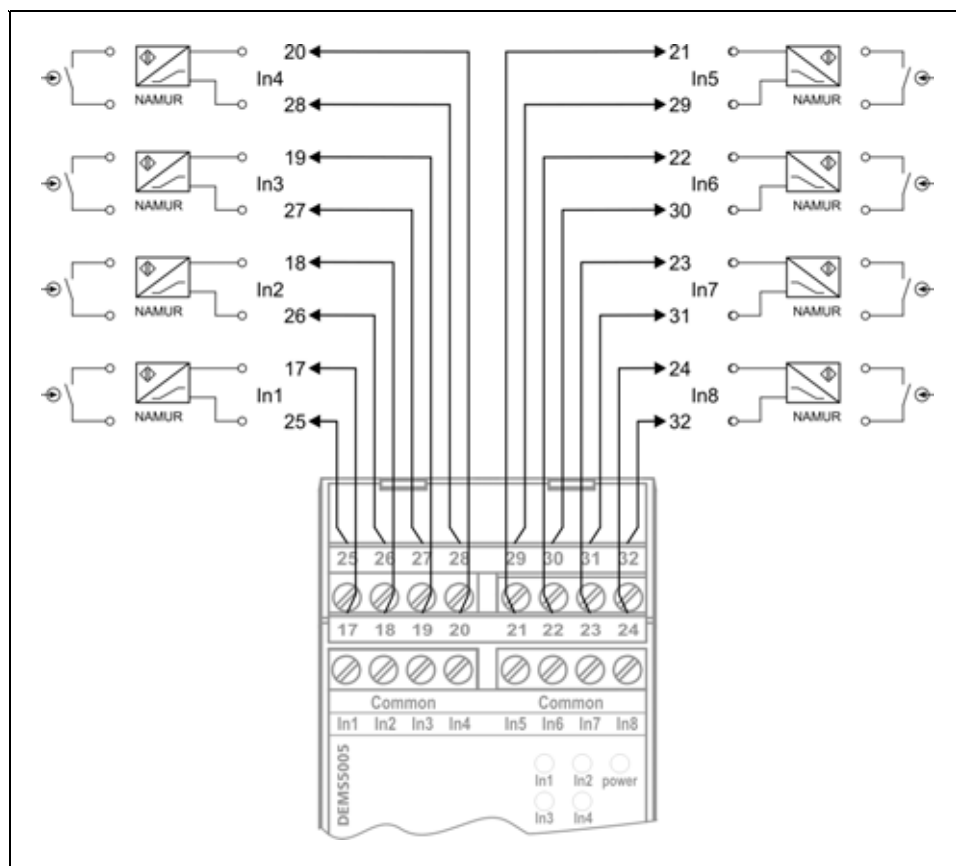 20 21
In4 In5
NAMUR 28 29 NAMUR
19 22
In3 In6
NAMUR 27 30 NAMUR
18 23
In2 In7
NAMUR 26 31 NAMUR
17 24
In1 In8
NAMUR 25 32 NAMUR
25 26 27 28 29 30 31 32
17 18 19 20 21 22 23 24
Common Common
In1 In2 In3 In4 In5 In6 In7 In8
DEMS5005
In1 In2 power
In3 In4